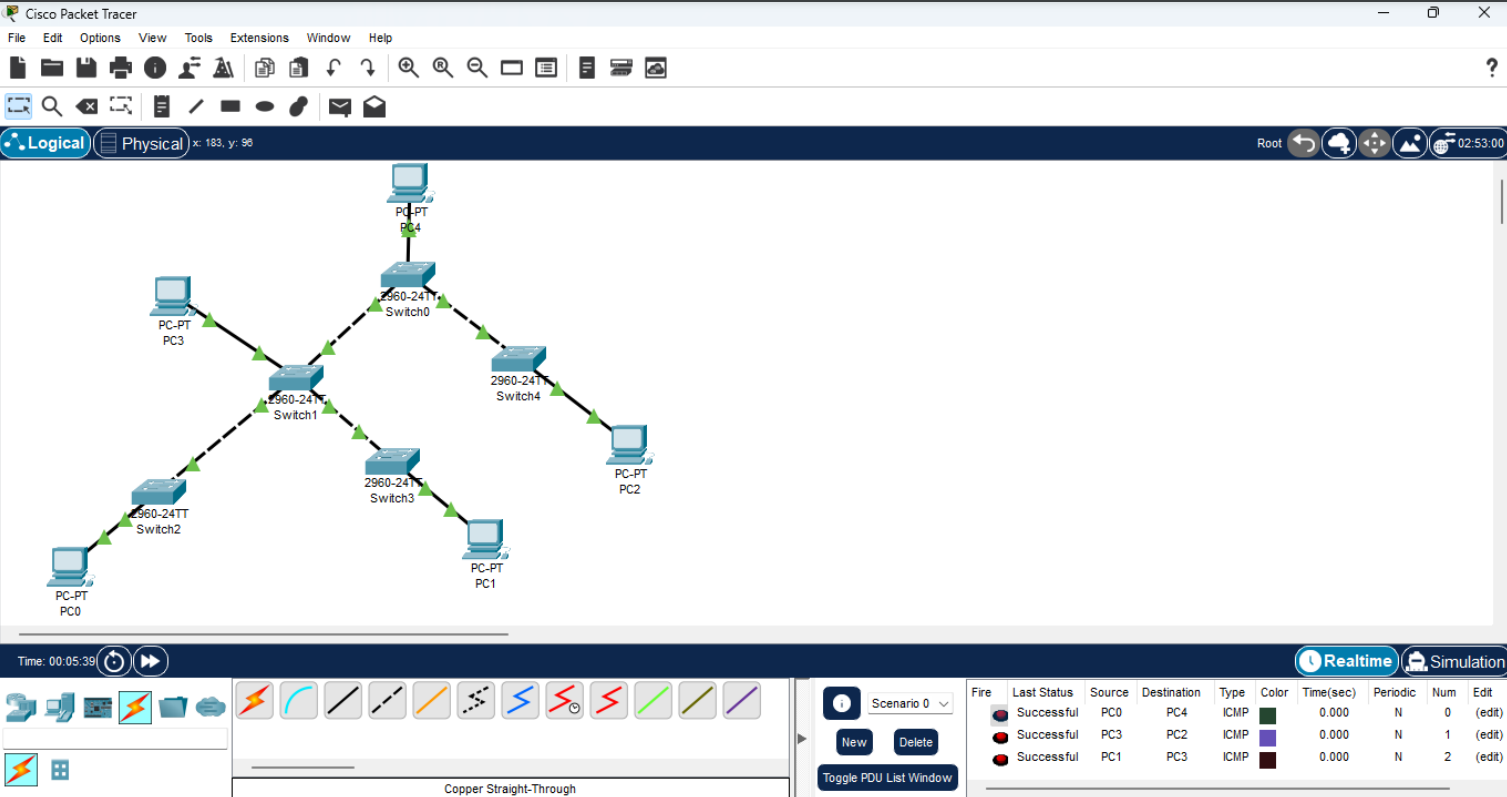 Cisco Packet Tracer
File Edit Options View Tools Extensions Window Help
?
Logical Physical x: 183, y: 96 Root 02:53:00
PC-PT
PC4
2960-24TT
Switch0
PC-PT
PC3
2960-24TT
Switch4
2960-24TT
Switch1
PC-PT
PC2
2960-24TT
Switch3
2960-24TT
Switch2
PC-PT
PC1
PC-PT
PC0
Time: 00:05:39 Realtime Simulation
Scenario 0
New Delete
Toggle PDU List Window
Fire Last Status Source Destination Type Color Time(sec) Periodic Num Edit
Successful PC0 PC4 ICMP 0.000 N 0 (edit)
Successful PC3 PC2 ICMP 0.000 N 1 (edit)
Successful PC1 PC3 ICMP 0.000 N 2 (edit)
Copper Straight-Through